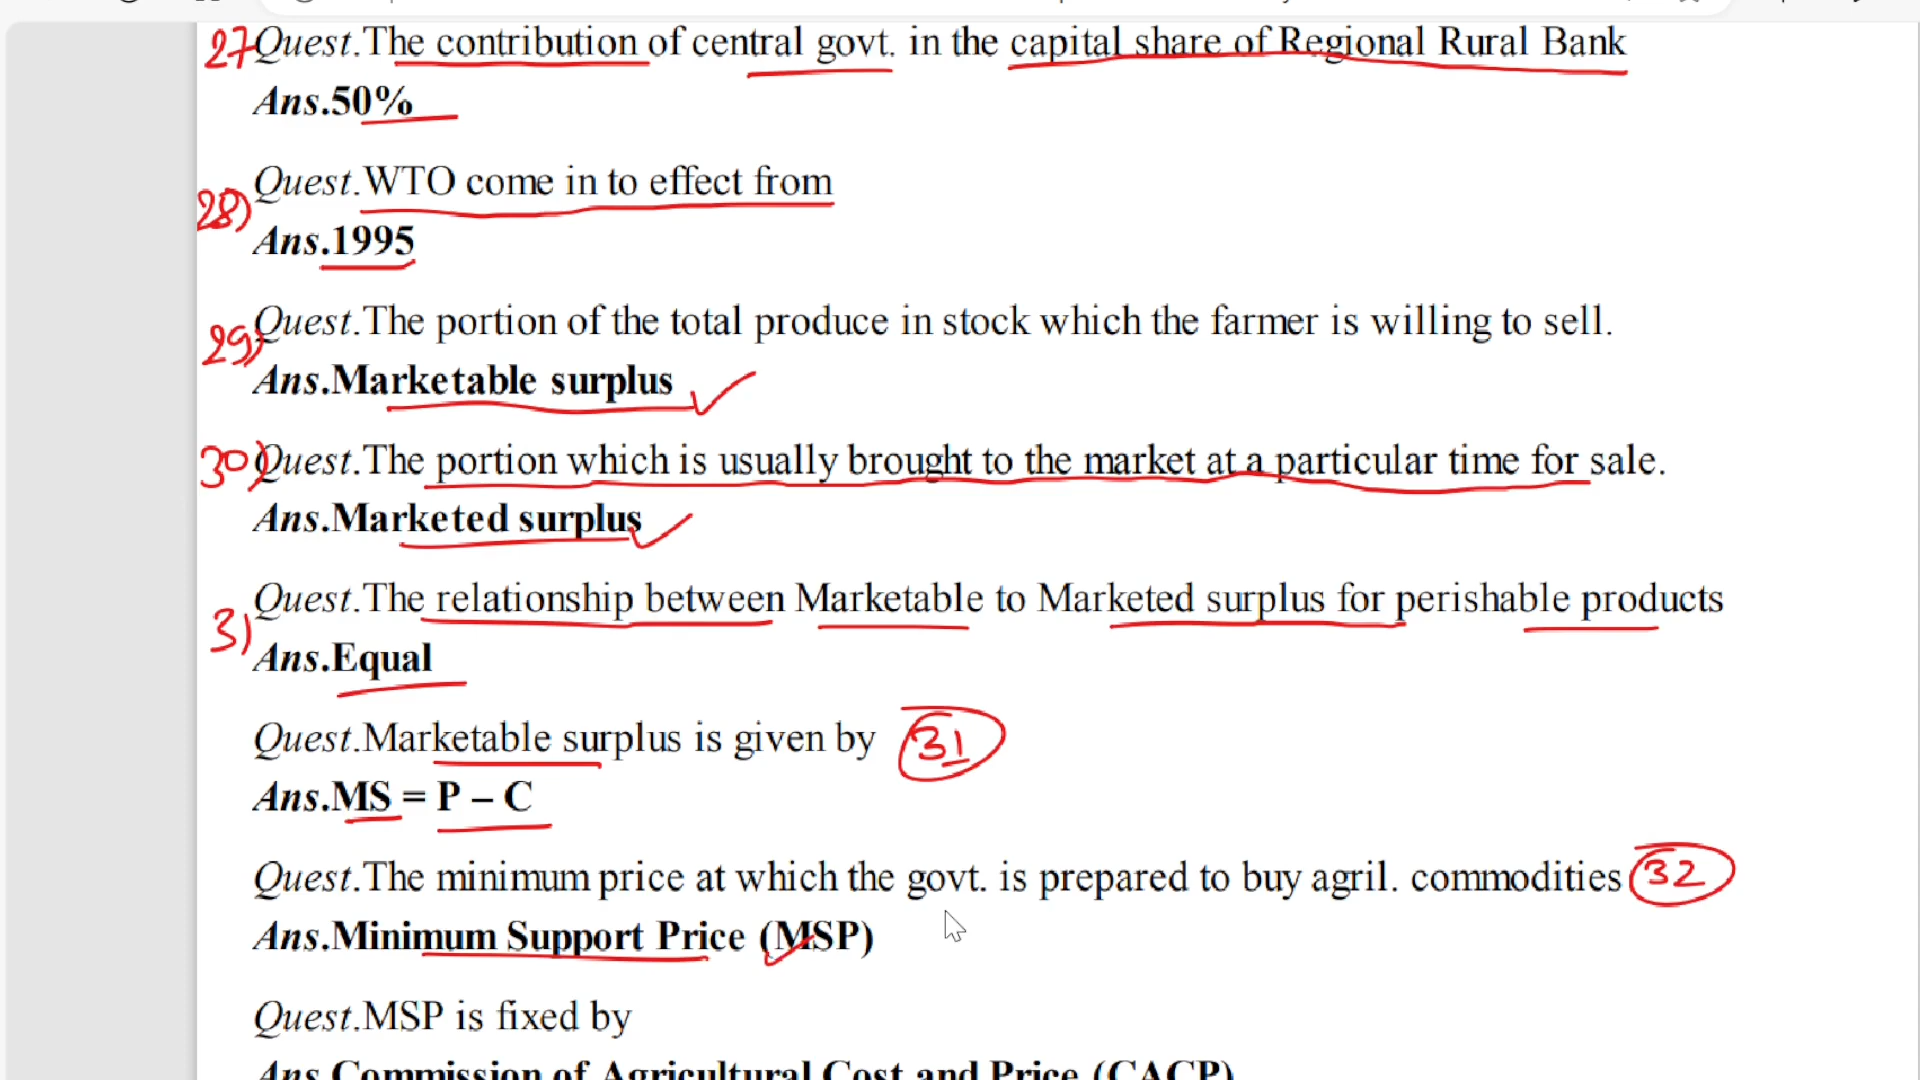 27 Quest.The contribution of central govt. in the capital share of Regional Rural Bank
Ans.50%
28) Quest.WTO come in to effect from
Ans.1995
29) Quest.The portion of the total produce in stock which the farmer is willing to sell.
Ans.Marketable surplus
30) Quest.The portion which is usually brought to the market at a particular time for sale.
Ans.Marketed surplus
31 Quest.The relationship between Marketable to Marketed surplus for perishable products
Ans.Equal
Quest.Marketable surplus is given by 31
Ans.MS = P – C
Quest.The minimum price at which the govt. is prepared to buy agril. commodities 32
Ans.Minimum Support Price (MSP)
Quest.MSP is fixed by
Ans.Commission of Agricultural Cost and Price (CACP)